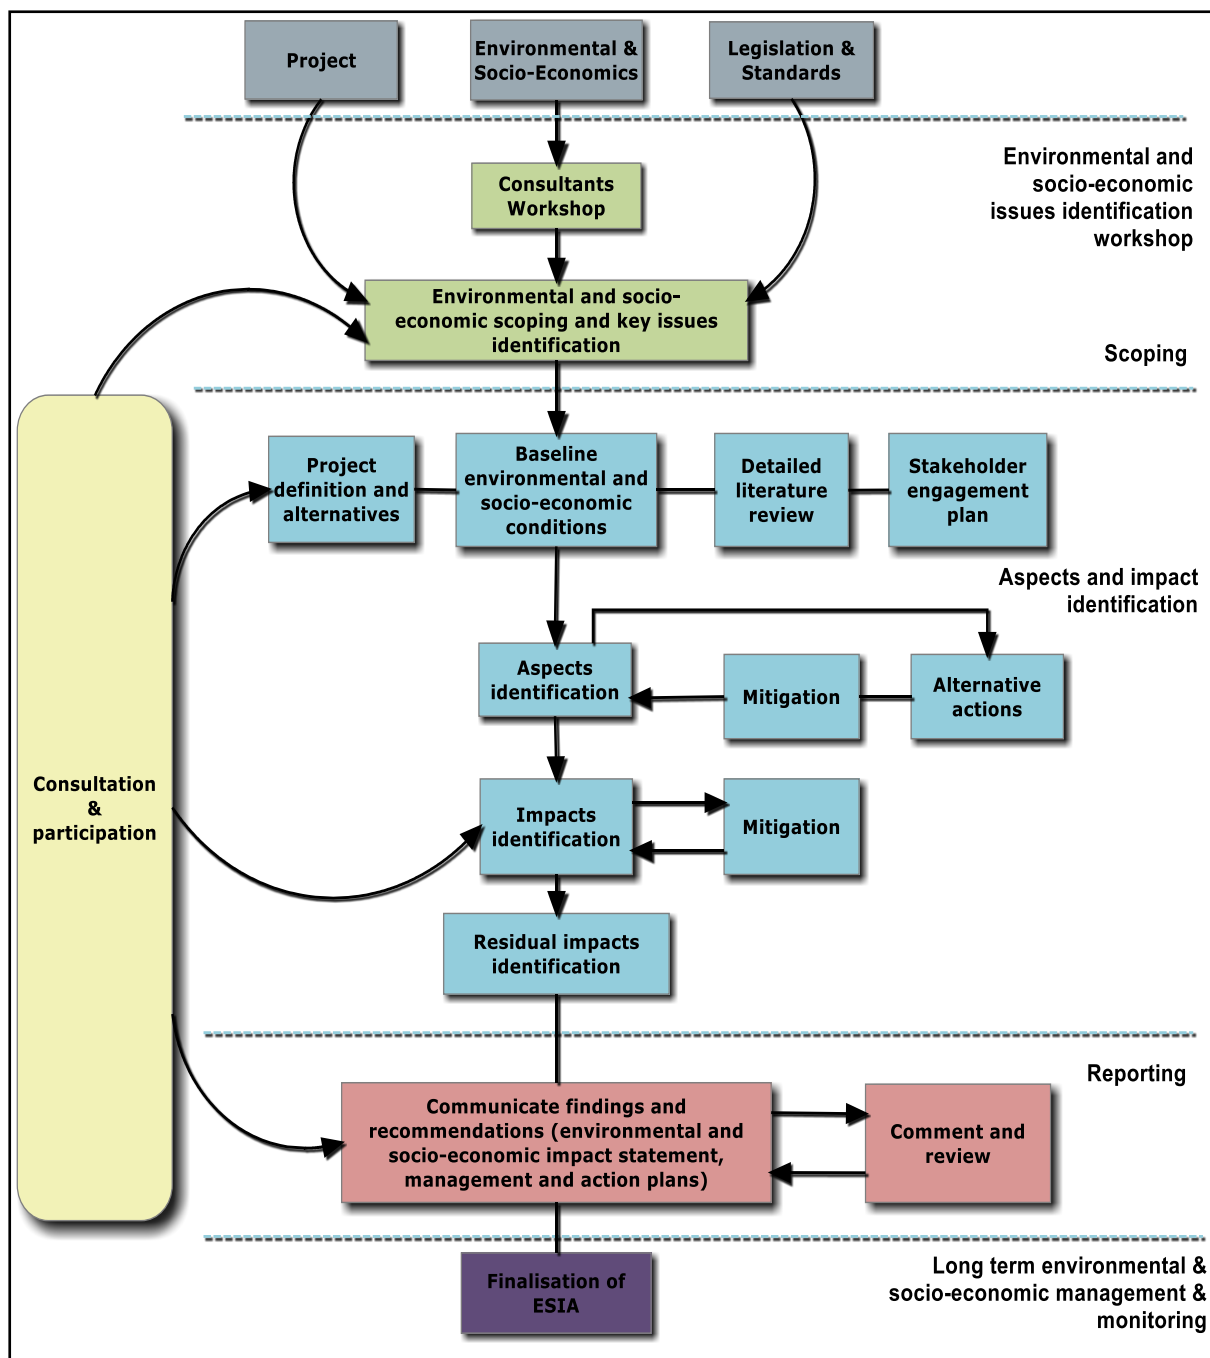 Project
Environmental &
Socio-Economics
Legislation &
Standards
Environmental and
socio-economic
issues identification
workshop
Consultants
Workshop
Environmental and socio-
economic scoping and key issues
identification
Scoping
Project
definition and
alternatives
Baseline
environmental and
socio-economic
conditions
Detailed
literature
review
Stakeholder
engagement
plan
Aspects and impact
identification
Aspects
identification
Mitigation
Alternative
actions
Consultation
&
participation
Impacts
identification
Mitigation
Residual impacts
identification
Reporting
Communicate findings and
recommendations (environmental and
socio-economic impact statement,
management and action plans)
Comment and
review
Finalisation of
ESIA
Long term environmental &
socio-economic management &
monitoring